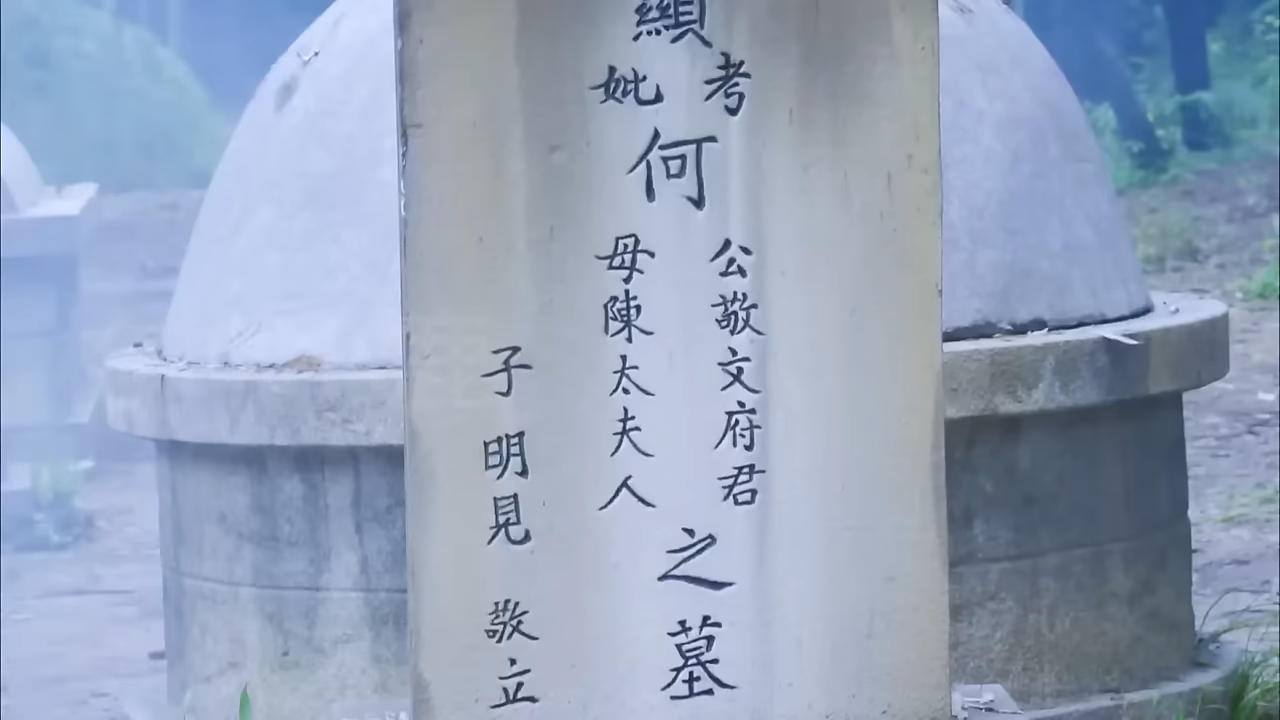 顯
考
妣
何
公敬文府君
母陳太夫人
之墓
子 明見 敬立